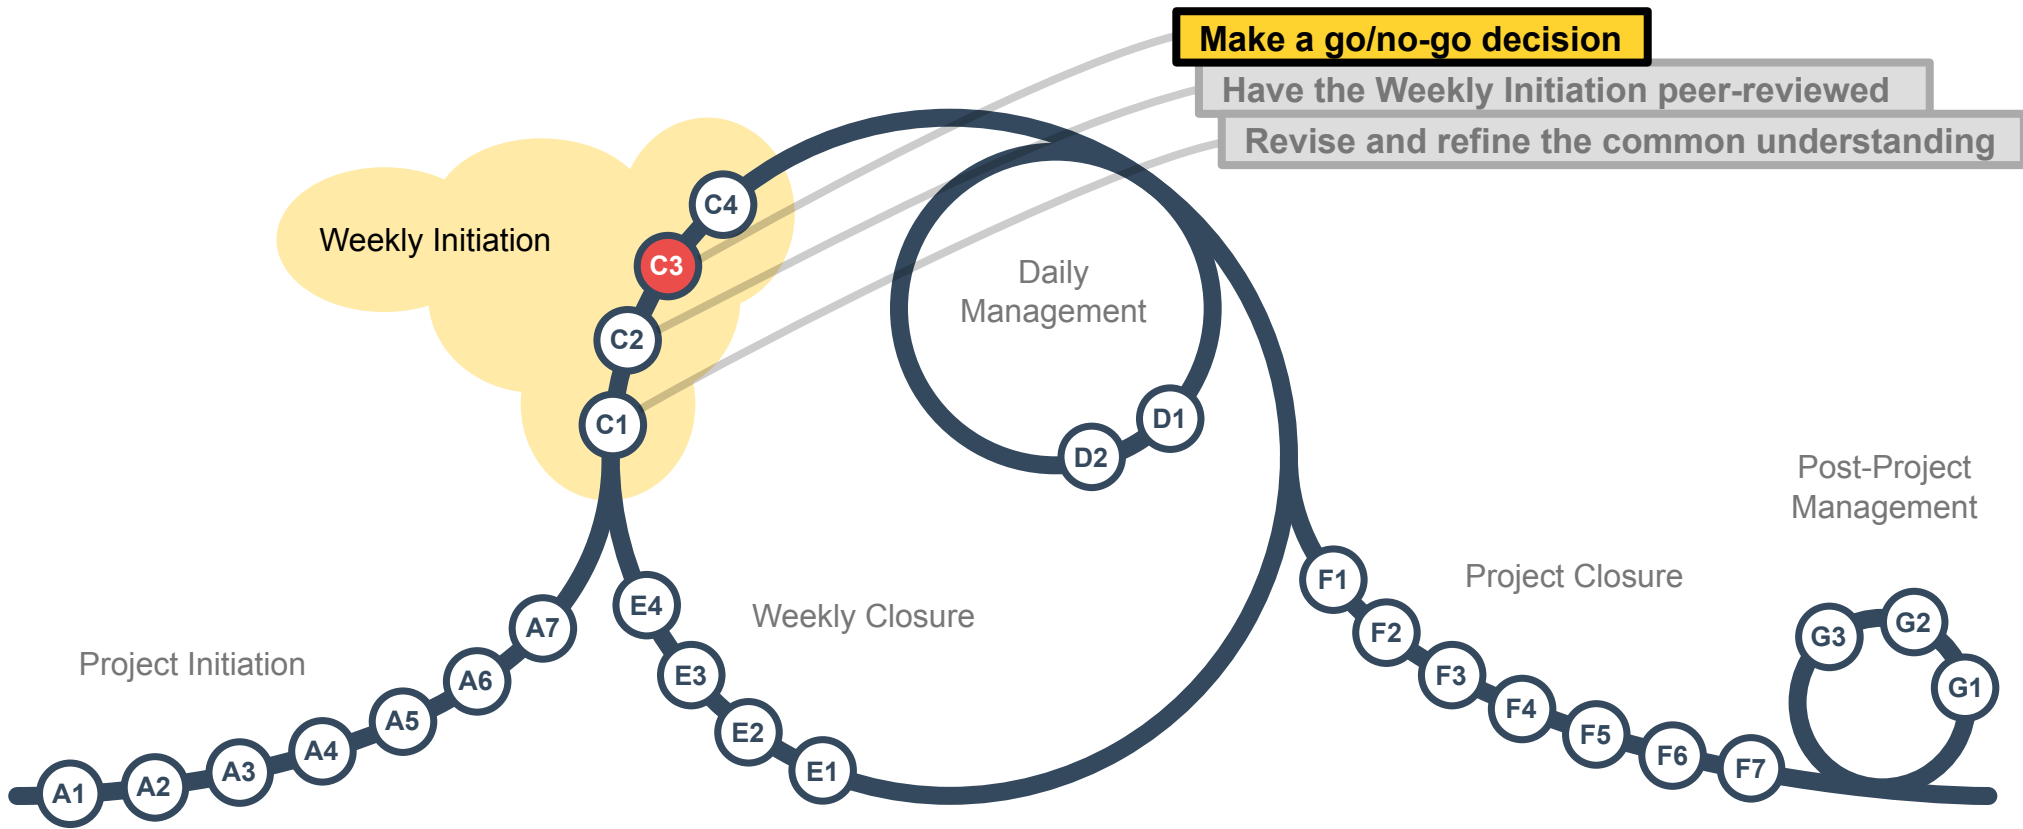 Make a go/no-go decision
Have the Weekly Initiation peer-reviewed
Revise and refine the common understanding
C4
Weekly Initiation
C3
C2
C1
Daily
Management
D1
D2
Post-Project
Management
F1
Project Closure
E4
Weekly Closure
A7
F2
G3
G2
Project Initiation
A6
E3
F3
G1
A5
E2
F4
A4
F5
A3
E1
F6
F7
A2
A1